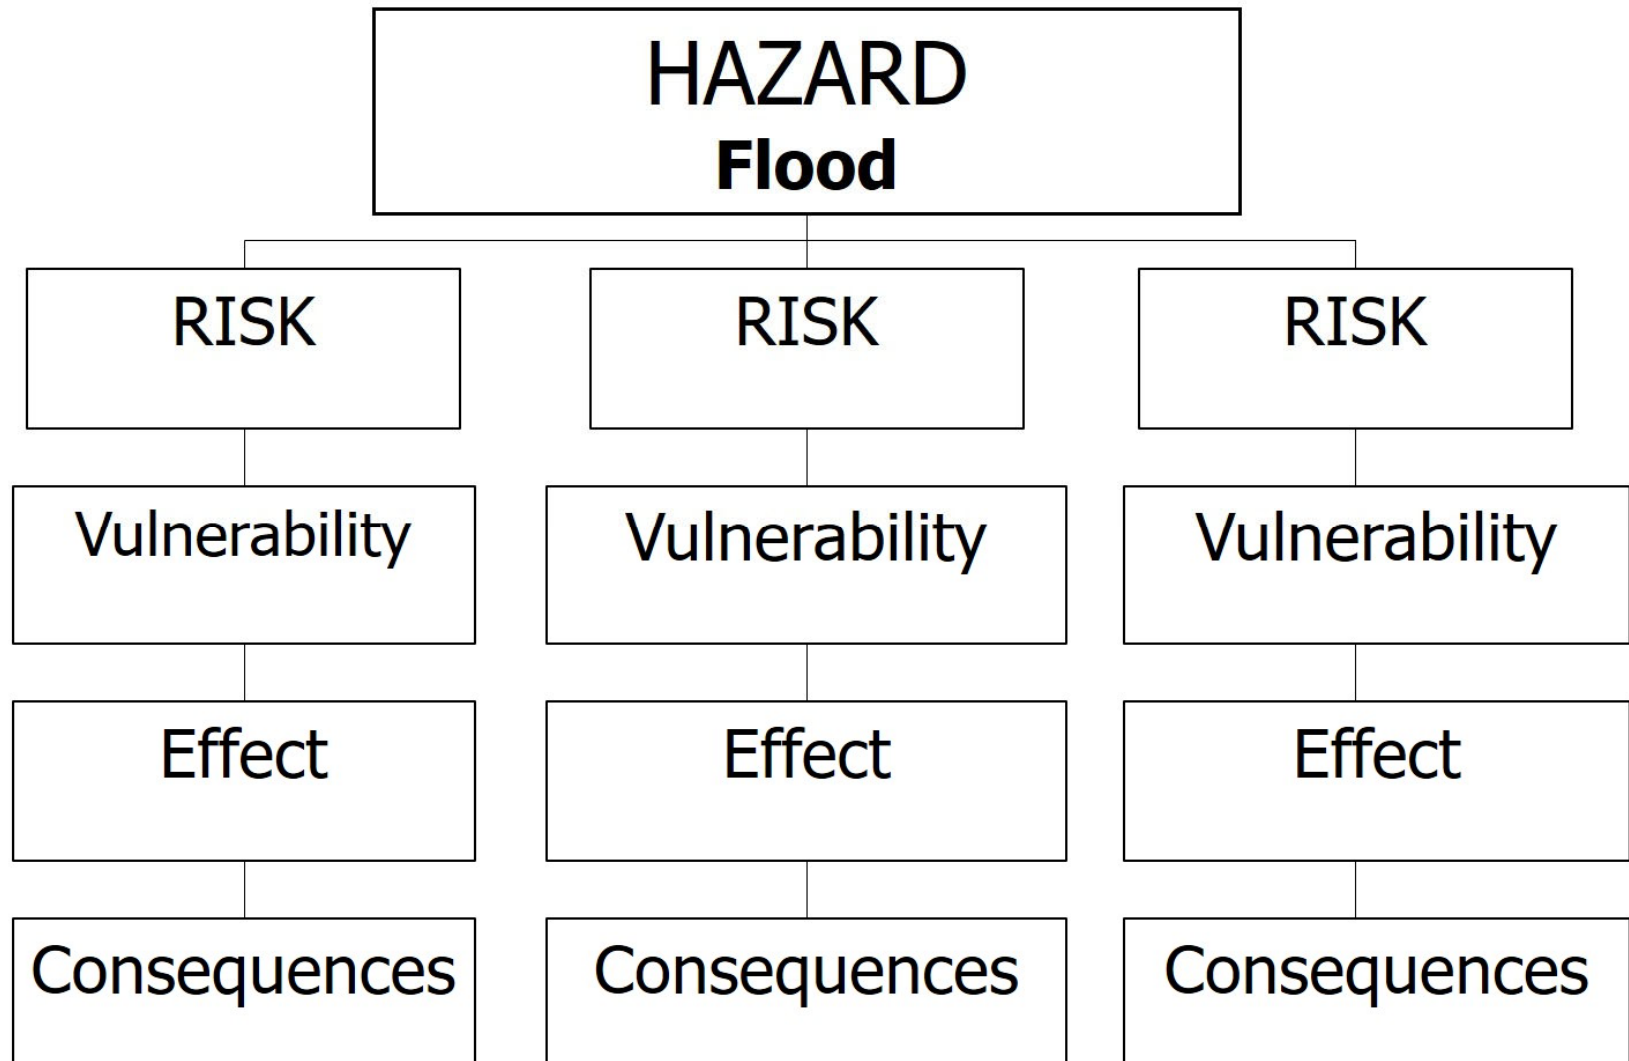 HAZARD
Flood
RISK
RISK
RISK
Vulnerability
Vulnerability
Vulnerability
Effect
Effect
Effect
Consequences
Consequences
Consequences